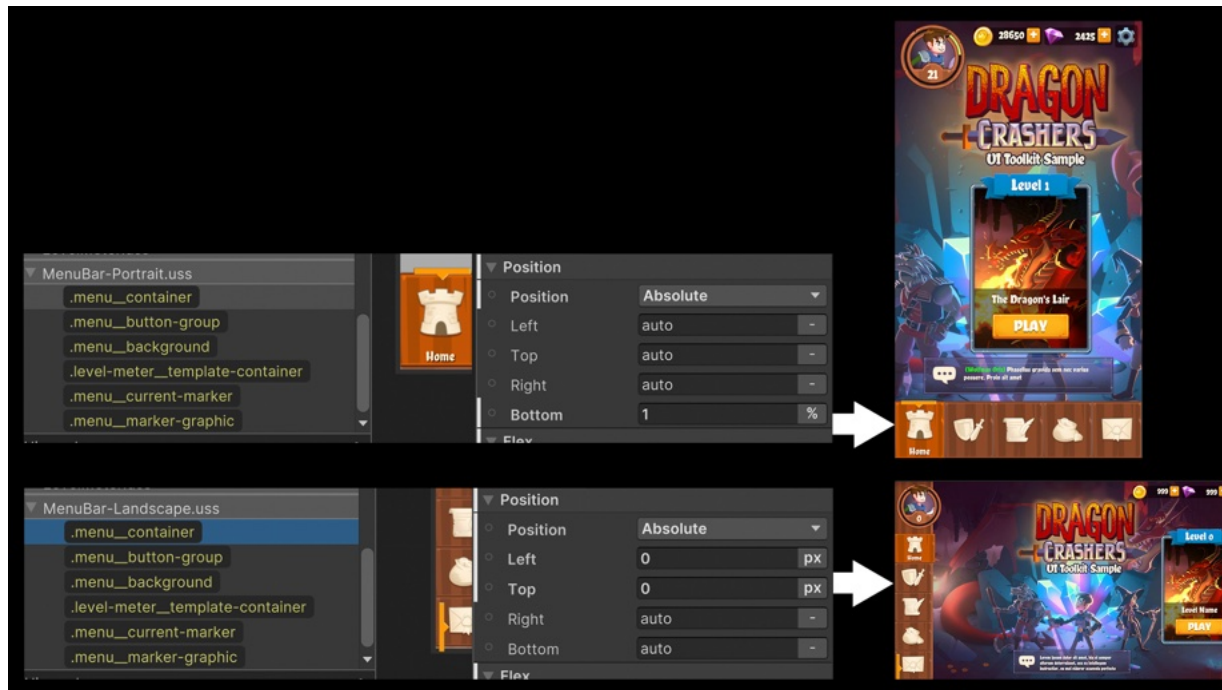 28650
2425
21
DRAGON
CRASHERS
UI Toolkit Sample
Level 1
The Dragon's Lair
PLAY
Home
MenuBar-Portrait.uss
.menu__container
.menu__button-group
.menu__background
.level-meter__template-container
.menu__current-marker
.menu__marker-graphic
Home
Position
Position Absolute
Left auto -
Top auto -
Right auto -
Bottom 1 %
Flex
MenuBar-Landscape.uss
.menu__container
.menu__button-group
.menu__background
.level-meter__template-container
.menu__current-marker
.menu__marker-graphic
Position
Position Absolute
Left 0 px
Top 0 px
Right auto -
Bottom auto -
Flex
999
999
0
Home
DRAGON
CRASHERS
UI Toolkit Sample
Level 0
Level Name
PLAY